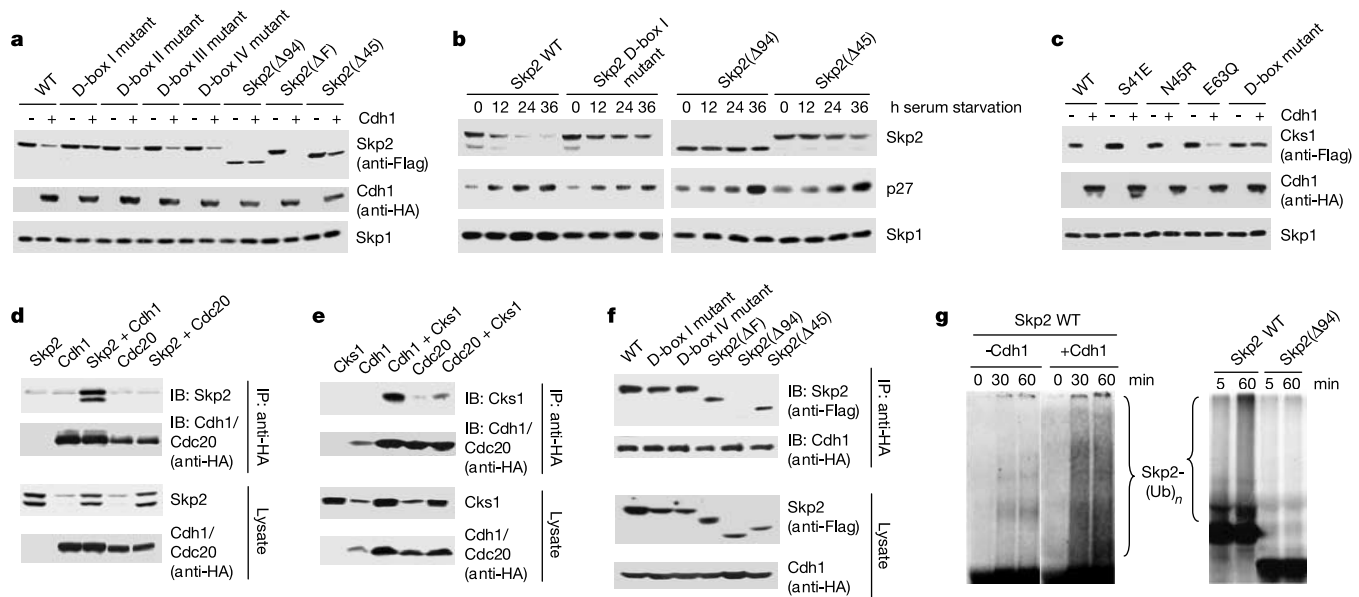 a
WT
D-box I mutant
D-box II mutant
D-box III mutant
D-box IV mutant
Skp2(Δ94)
Skp2(ΔF)
Skp2(Δ45)
- + - + - + - + - + - + - + - + Cdh1
Skp2
(anti-Flag)
Cdh1
(anti-HA)
Skp1
b
Skp2 WT
Skp2 D-box I
mutant
Skp2(Δ94)
Skp2(Δ45)
0 12 24 36 0 12 24 36 0 12 24 36 0 12 24 36 h serum starvation
Skp2
p27
Skp1
c
WT
S41E
N45R
E63Q
D-box mutant
- + - + - + - + - + Cdh1
Cks1
(anti-Flag)
Cdh1
(anti-HA)
Skp1
d
Skp2
Cdh1
Skp2 + Cdh1
Cdc20
Skp2 + Cdc20
IB: Skp2
IB: Cdh1/
Cdc20
(anti-HA)
IP: anti-HA
Skp2
Cdh1/
Cdc20
(anti-HA)
Lysate
e
Cks1
Cdh1
Cdh1 + Cks1
Cdc20
Cdc20 + Cks1
IB: Cks1
IB: Cdh1/
Cdc20
(anti-HA)
IP: anti-HA
Cks1
Cdh1/
Cdc20
(anti-HA)
Lysate
f
WT
D-box I mutant
D-box IV mutant
Skp2(ΔF)
Skp2(Δ94)
Skp2(Δ45)
IB: Skp2
(anti-Flag)
IB: Cdh1
(anti-HA)
IP: anti-HA
Skp2
(anti-Flag)
Cdh1
(anti-HA)
Lysate
g
Skp2 WT
-Cdh1 +Cdh1
0 30 60 0 30 60 min
Skp2-
(Ub)n
Skp2 WT
Skp2(Δ94)
5 60 5 60 min